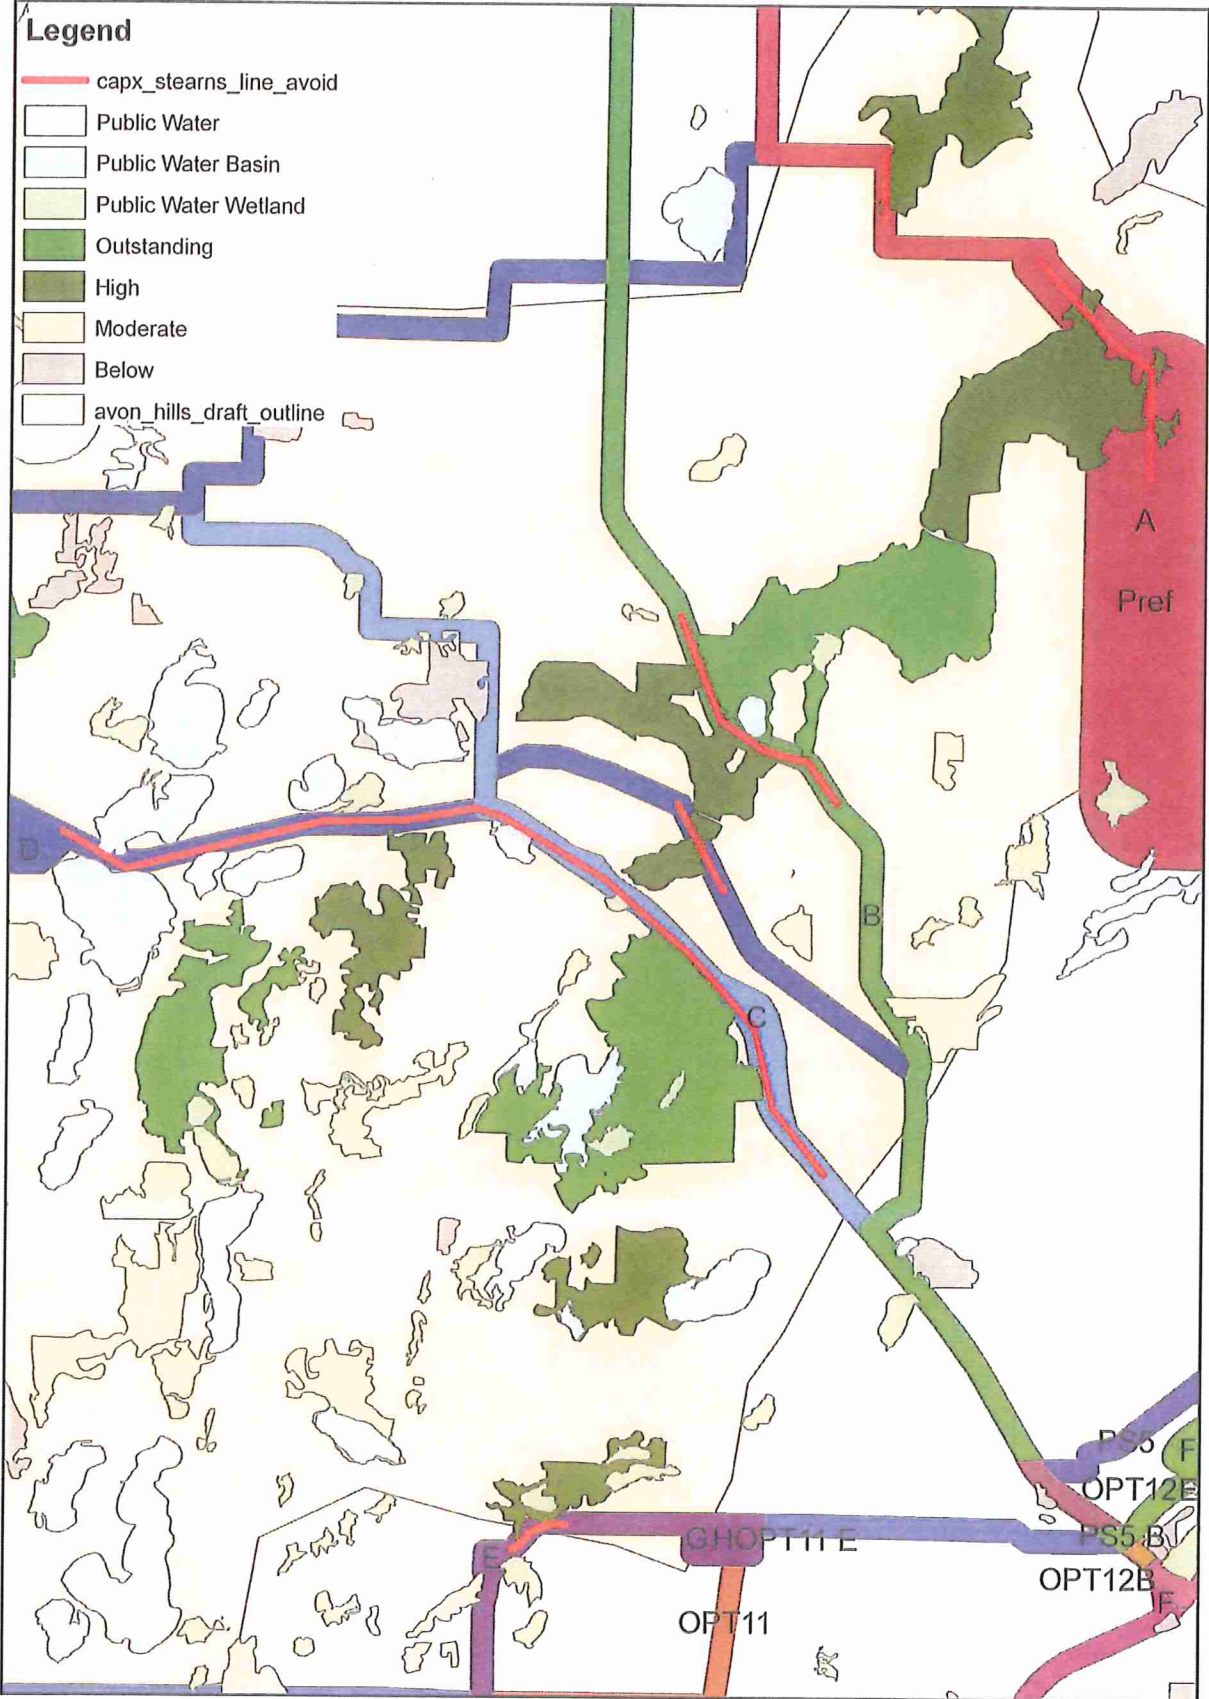 Legend
capx_stearns_line_avoid
Public Water
Public Water Basin
Public Water Wetland
Outstanding
High
Moderate
Below
avon_hills_draft_outline
A
Pref
D
B
C
PS5
F
OPT12E
GHOPT11 E
PS5 B
E
OPT12B
F
OPT11